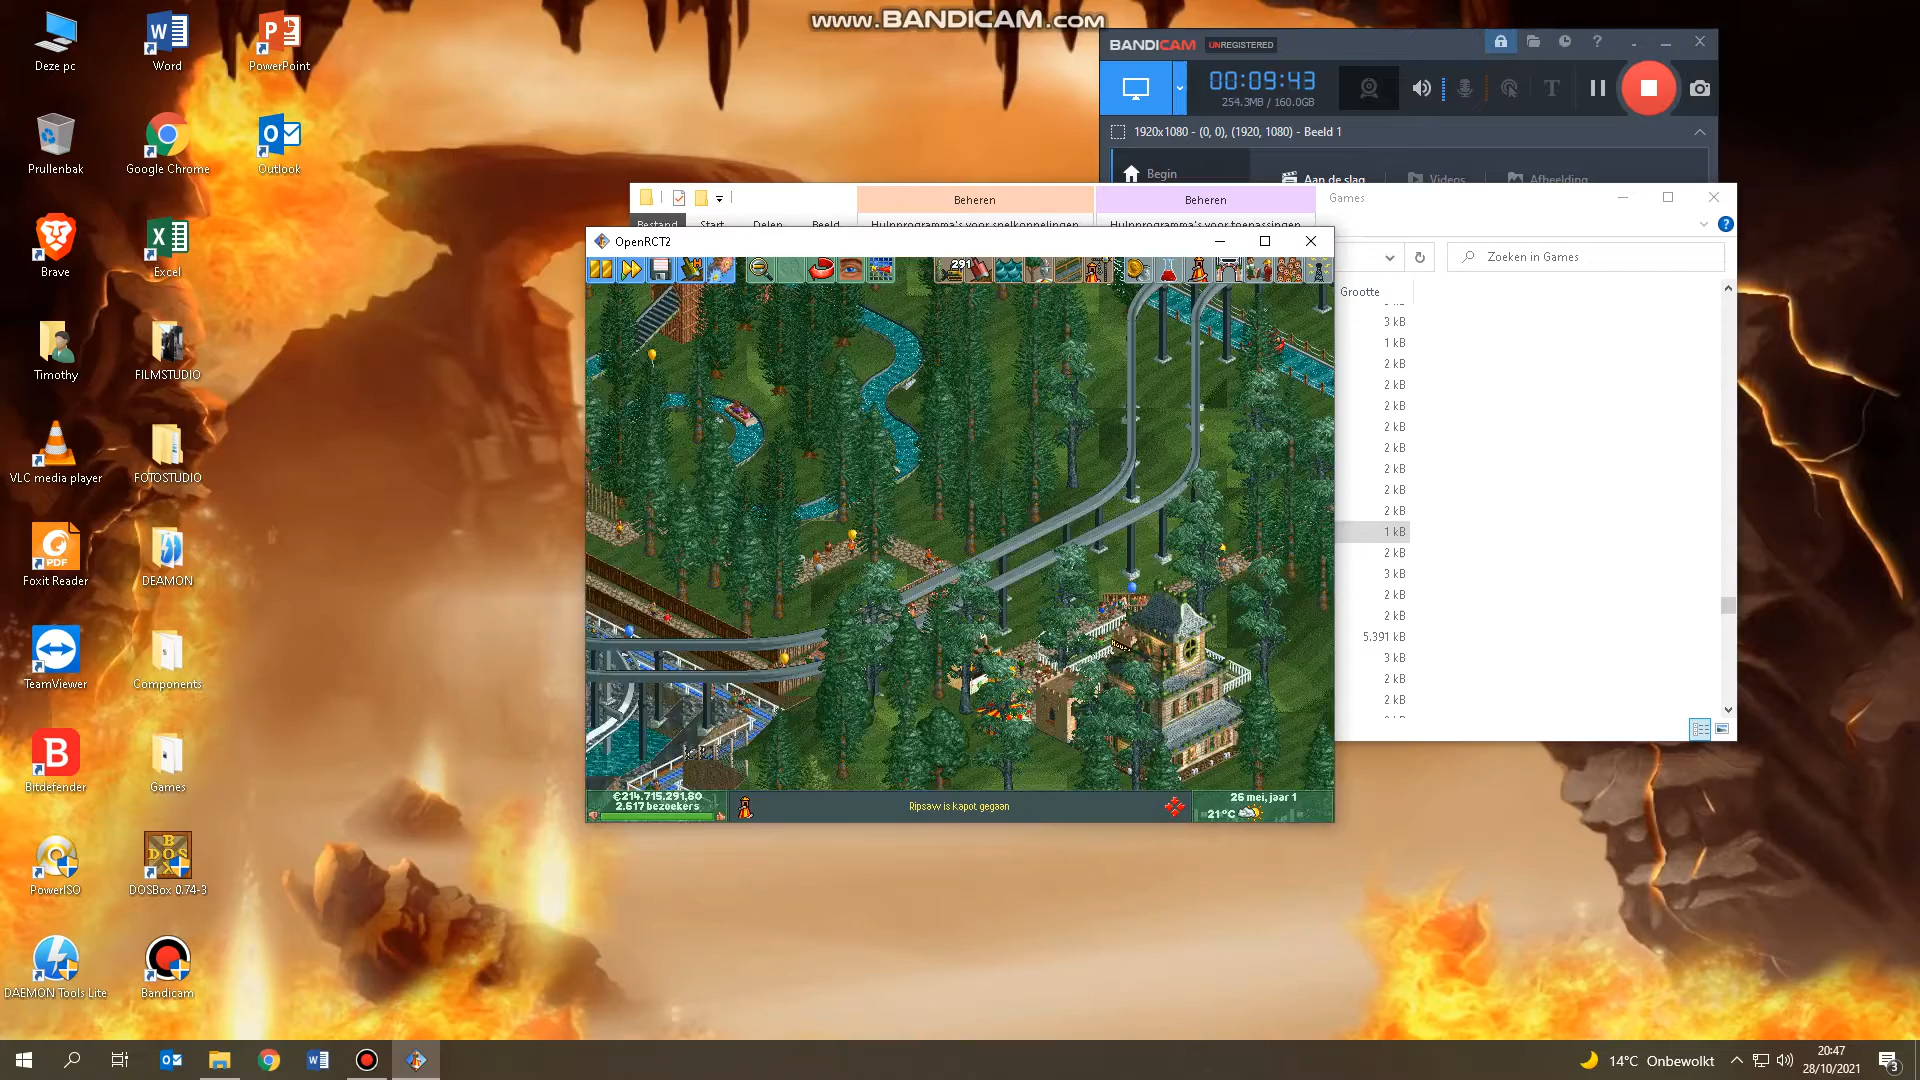 www.BANDICAM.com
Deze pc
Word
PowerPoint
Prullenbak
Google Chrome
Outlook
Brave
Excel
Timothy
FILMSTUDIO
VLC media player
FOTOSTUDIO
Foxit Reader
PDF
DEAMON
TeamViewer
Components
Bitdefender
Games
PowerISO
DOSBox 0.74-3
DAEMON Tools Lite
Bandicam
BANDICAM UNREGISTERED
00:09:43
254.3MB / 160.0GB
1920x1080 - (0, 0), (1920, 1080) - Beeld 1
Begin
Aan de slag
Videos
Afbeelding
Beheren
Beheren
Games
Bestand
Start
Delen
Beeld
Hulpprogramma's voor snelkoppelingen
Hulpprogramma's voor toepassingen
Zoeken in Games
Grootte
3 kB
1 kB
2 kB
2 kB
2 kB
2 kB
2 kB
2 kB
2 kB
2 kB
1 kB
2 kB
3 kB
2 kB
2 kB
5.391 kB
3 kB
2 kB
2 kB
OpenRCT2
291
€214.715.291,80
2.617 bezoekers
Ripsaw is kapot gegaan
26 mei, jaar 1
21°C
14°C Onbewolkt
20:47
28/10/2021
3